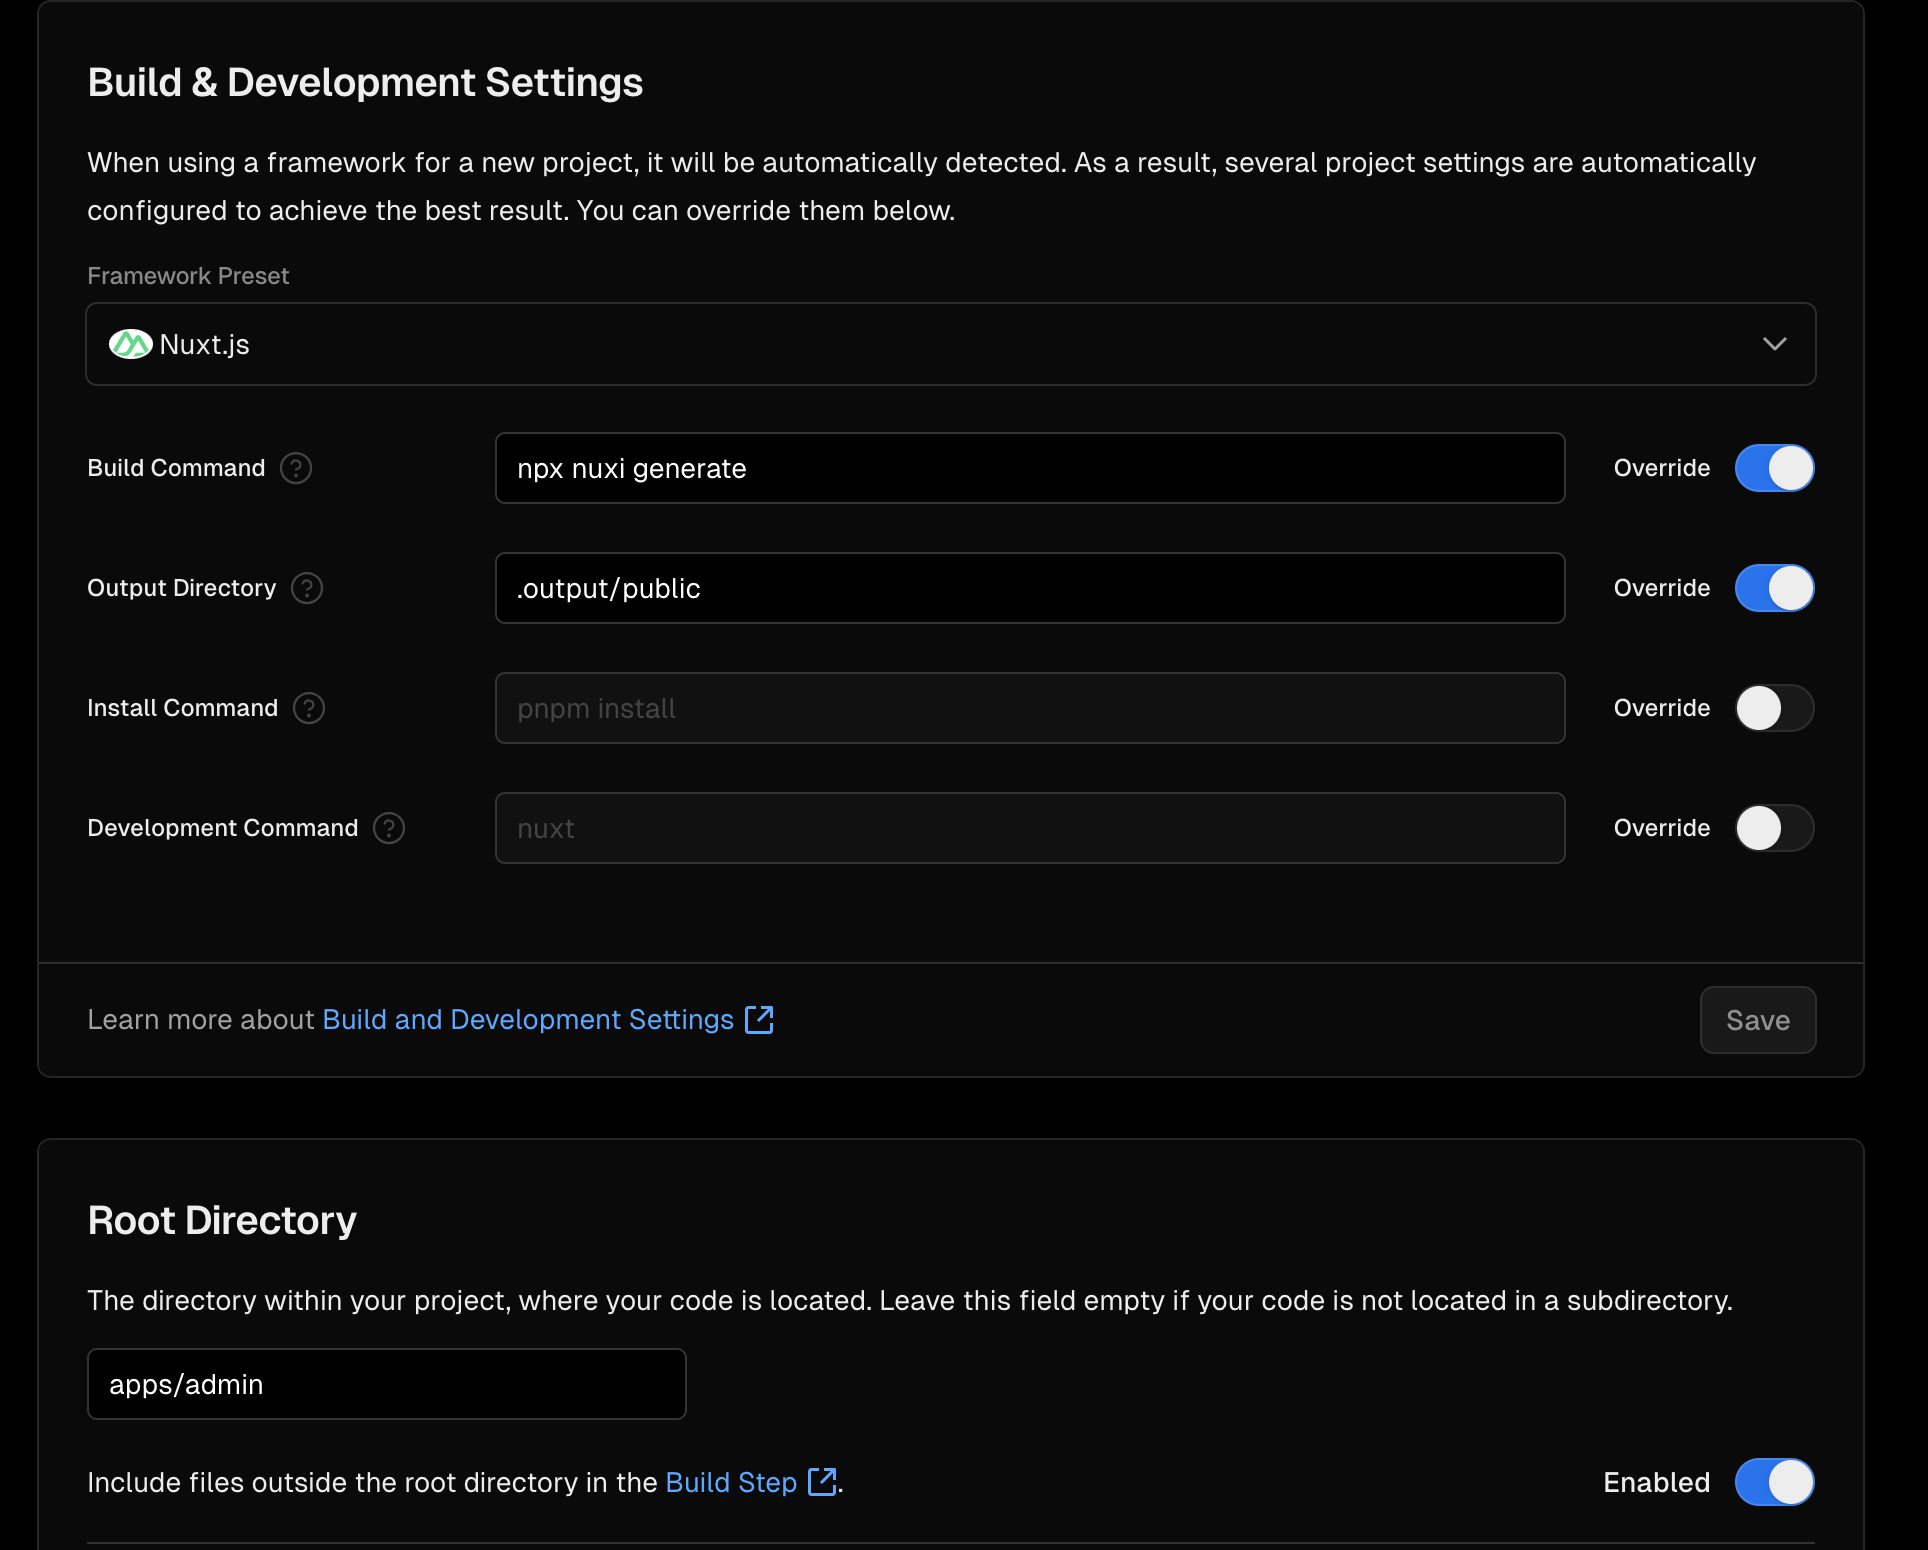 Build & Development Settings
When using a framework for a new project, it will be automatically detected. As a result, several project settings are automatically
configured to achieve the best result. You can override them below.
Framework Preset
Nuxt.js
Build Command ?
npx nuxi generate
Override
Output Directory ?
.output/public
Override
Install Command ?
pnpm install
Override
Development Command ?
nuxt
Override
Learn more about Build and Development Settings
Save
Root Directory
The directory within your project, where your code is located. Leave this field empty if your code is not located in a subdirectory.
apps/admin
Include files outside the root directory in the Build Step .
Enabled